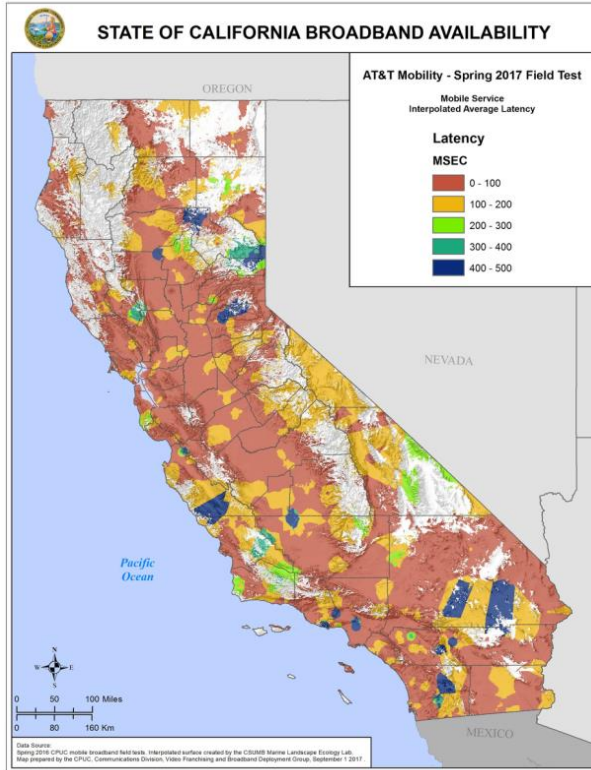 STATE OF CALIFORNIA BROADBAND AVAILABILITY
OREGON
AT&T Mobility - Spring 2017 Field Test
Mobile Service
Interpolated Average Latency
Latency
MSEC
0 - 100
100 - 200
200 - 300
300 - 400
400 - 500
NEVADA
Pacific
Ocean
N
W E
S
0 50 100 Miles
0 80 160 Km
MEXICO
Data Source:
Spring 2016 CPUC mobile broadband field tests. Interpolated surface created by the CSUMB Marine Landscape Ecology Lab.
Map prepared by the CPUC, Communications Division, Video Franchising and Broadband Deployment Group, September 1 2017.